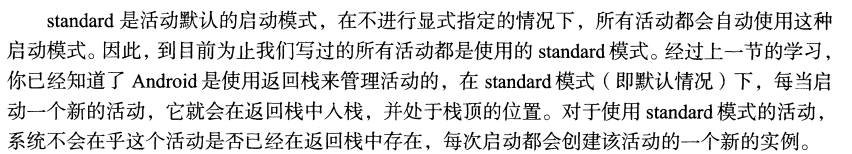 standard 是活动默认的启动模式，在不进行显式指定的情况下，所有活动都会自动使用这种
启动模式。因此，到目前为止我们写过的所有活动都是使用的 standard 模式。经过上一节的学习，
你已经知道了 Android 是使用返回栈来管理活动的，在 standard 模式（即默认情况）下，每当启
动一个新的活动，它就会在返回栈中入栈，并处于栈顶的位置。对于使用 standard 模式的活动，
系统不会在乎这个活动是否已经在返回栈中存在，每次启动都会创建该活动的一个新的实例。